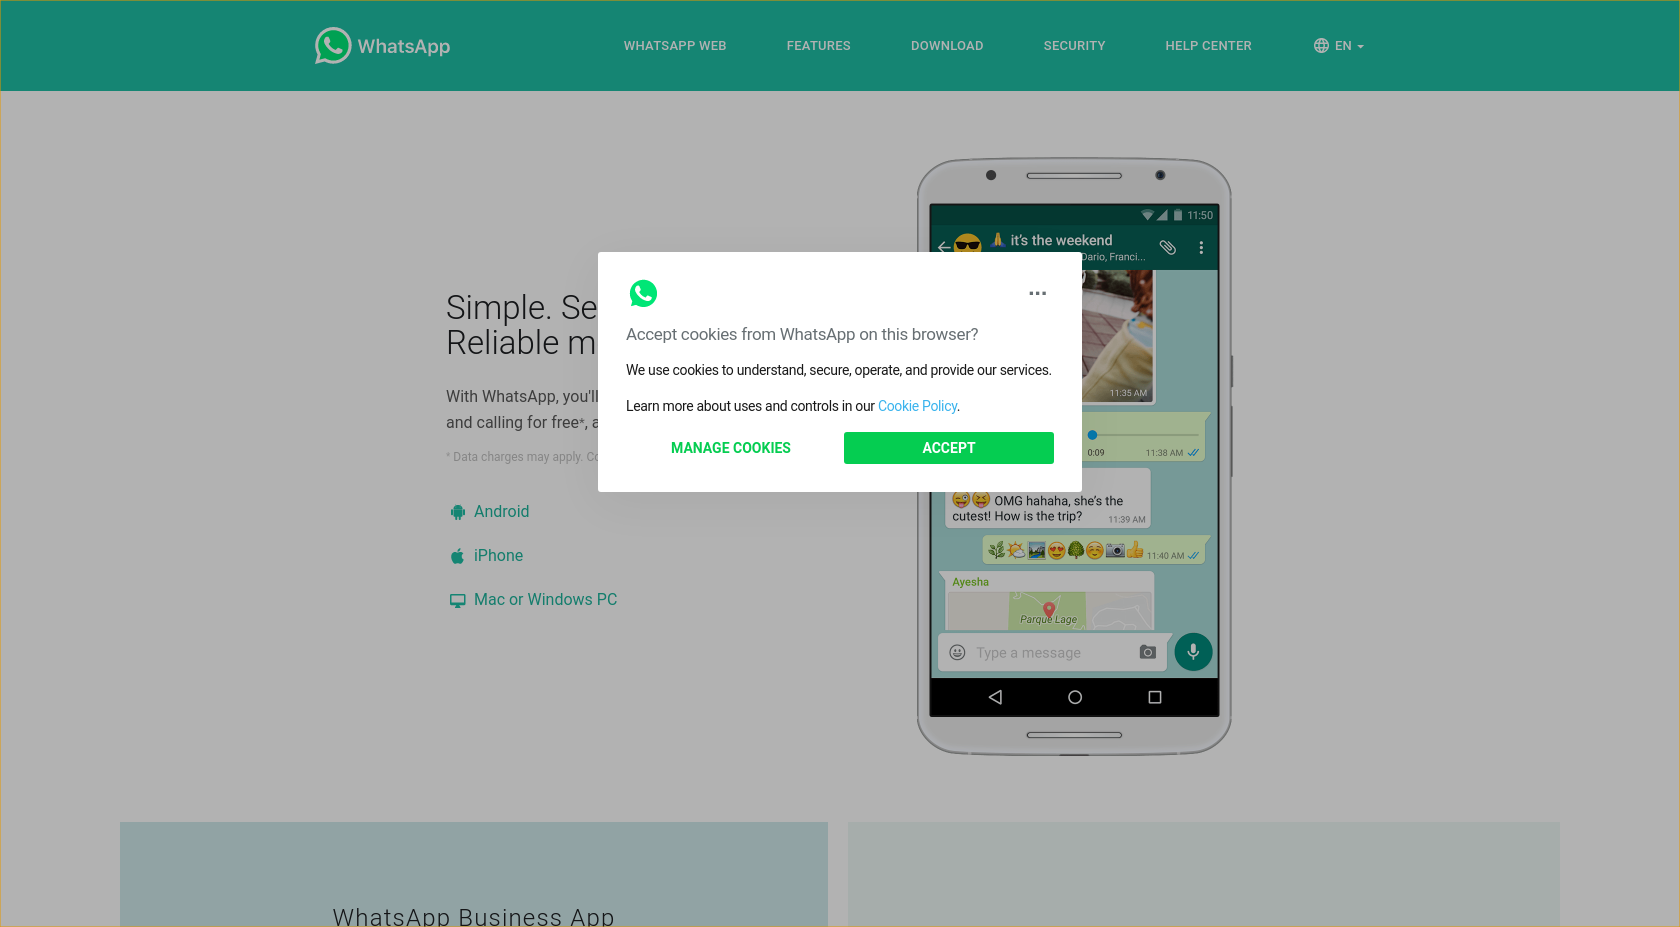 WhatsApp
WHATSAPP WEB
FEATURES
DOWNLOAD
SECURITY
HELP CENTER
EN
Simple. Se
Reliable m
With WhatsApp, you'll
and calling for free*, a
* Data charges may apply. Co
Android
iPhone
Mac or Windows PC
Accept cookies from WhatsApp on this browser?
We use cookies to understand, secure, operate, and provide our services.
Learn more about uses and controls in our Cookie Policy.
MANAGE COOKIES
ACCEPT
11:50
it's the weekend
Dario, Franci...
11:35 AM
0:09
11:38 AM
OMG hahaha, she's the
cutest! How is the trip?
11:39 AM
11:40 AM
Ayesha
Parque Lage
Type a message
WhatsApp Business App